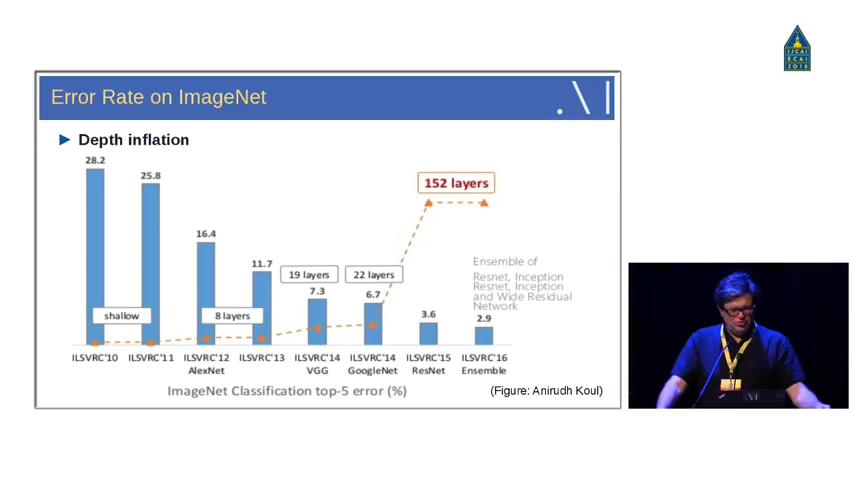 IJCAI
ECAI
2018
Error Rate on ImageNet
► Depth inflation
28.2
25.8
16.4
11.7
7.3
6.7
3.6
2.9
152 layers
19 layers
22 layers
shallow
8 layers
Ensemble of
Resnet, Inception
Resnet, Inception
and Wide Residual
Network
ILSVRC'10
ILSVRC'11
ILSVRC'12
AlexNet
ILSVRC'13
ILSVRC'14
VGG
ILSVRC'14
GoogleNet
ILSVRC'15
ResNet
ILSVRC'16
Ensemble
ImageNet Classification top-5 error (%)
(Figure: Anirudh Koul)